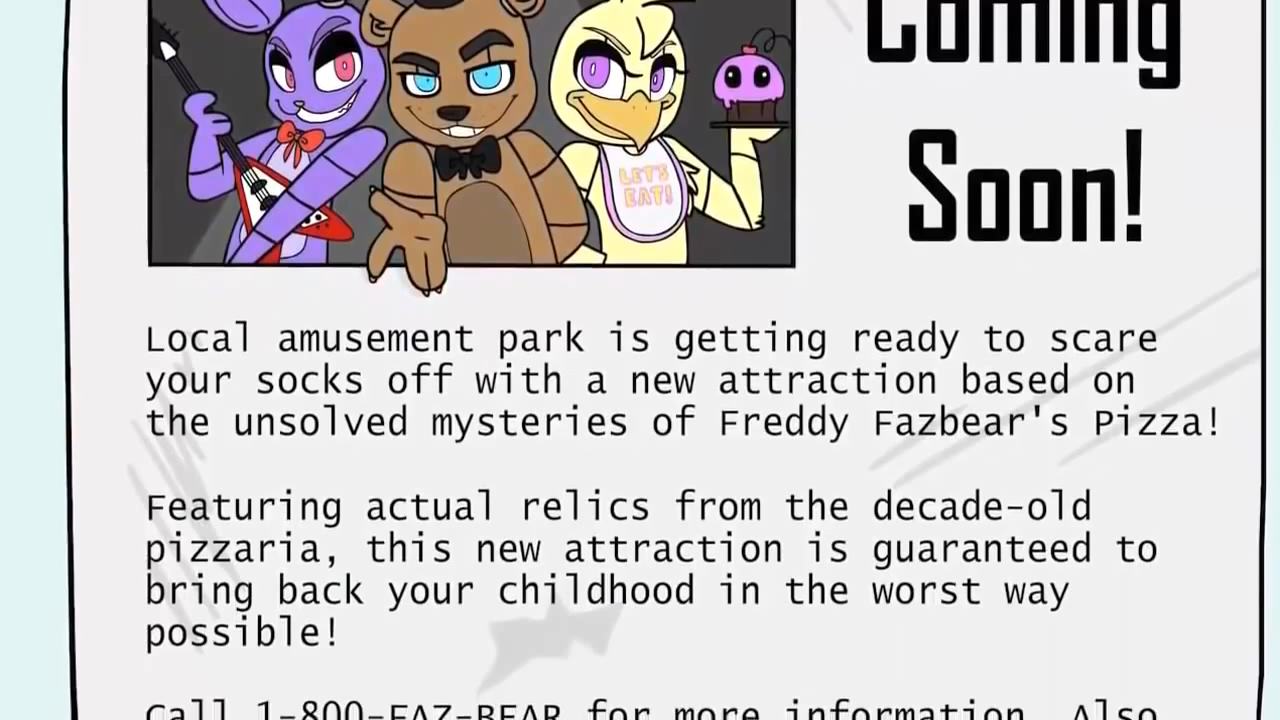 Coming
Soon!
LET'S
EAT!
Local amusement park is getting ready to scare
your socks off with a new attraction based on
the unsolved mysteries of Freddy Fazbear's Pizza!
Featuring actual relics from the decade-old
pizzaria, this new attraction is guaranteed to
bring back your childhood in the worst way
possible!
Call 1-800-FAZ-BEAR for more information. Also